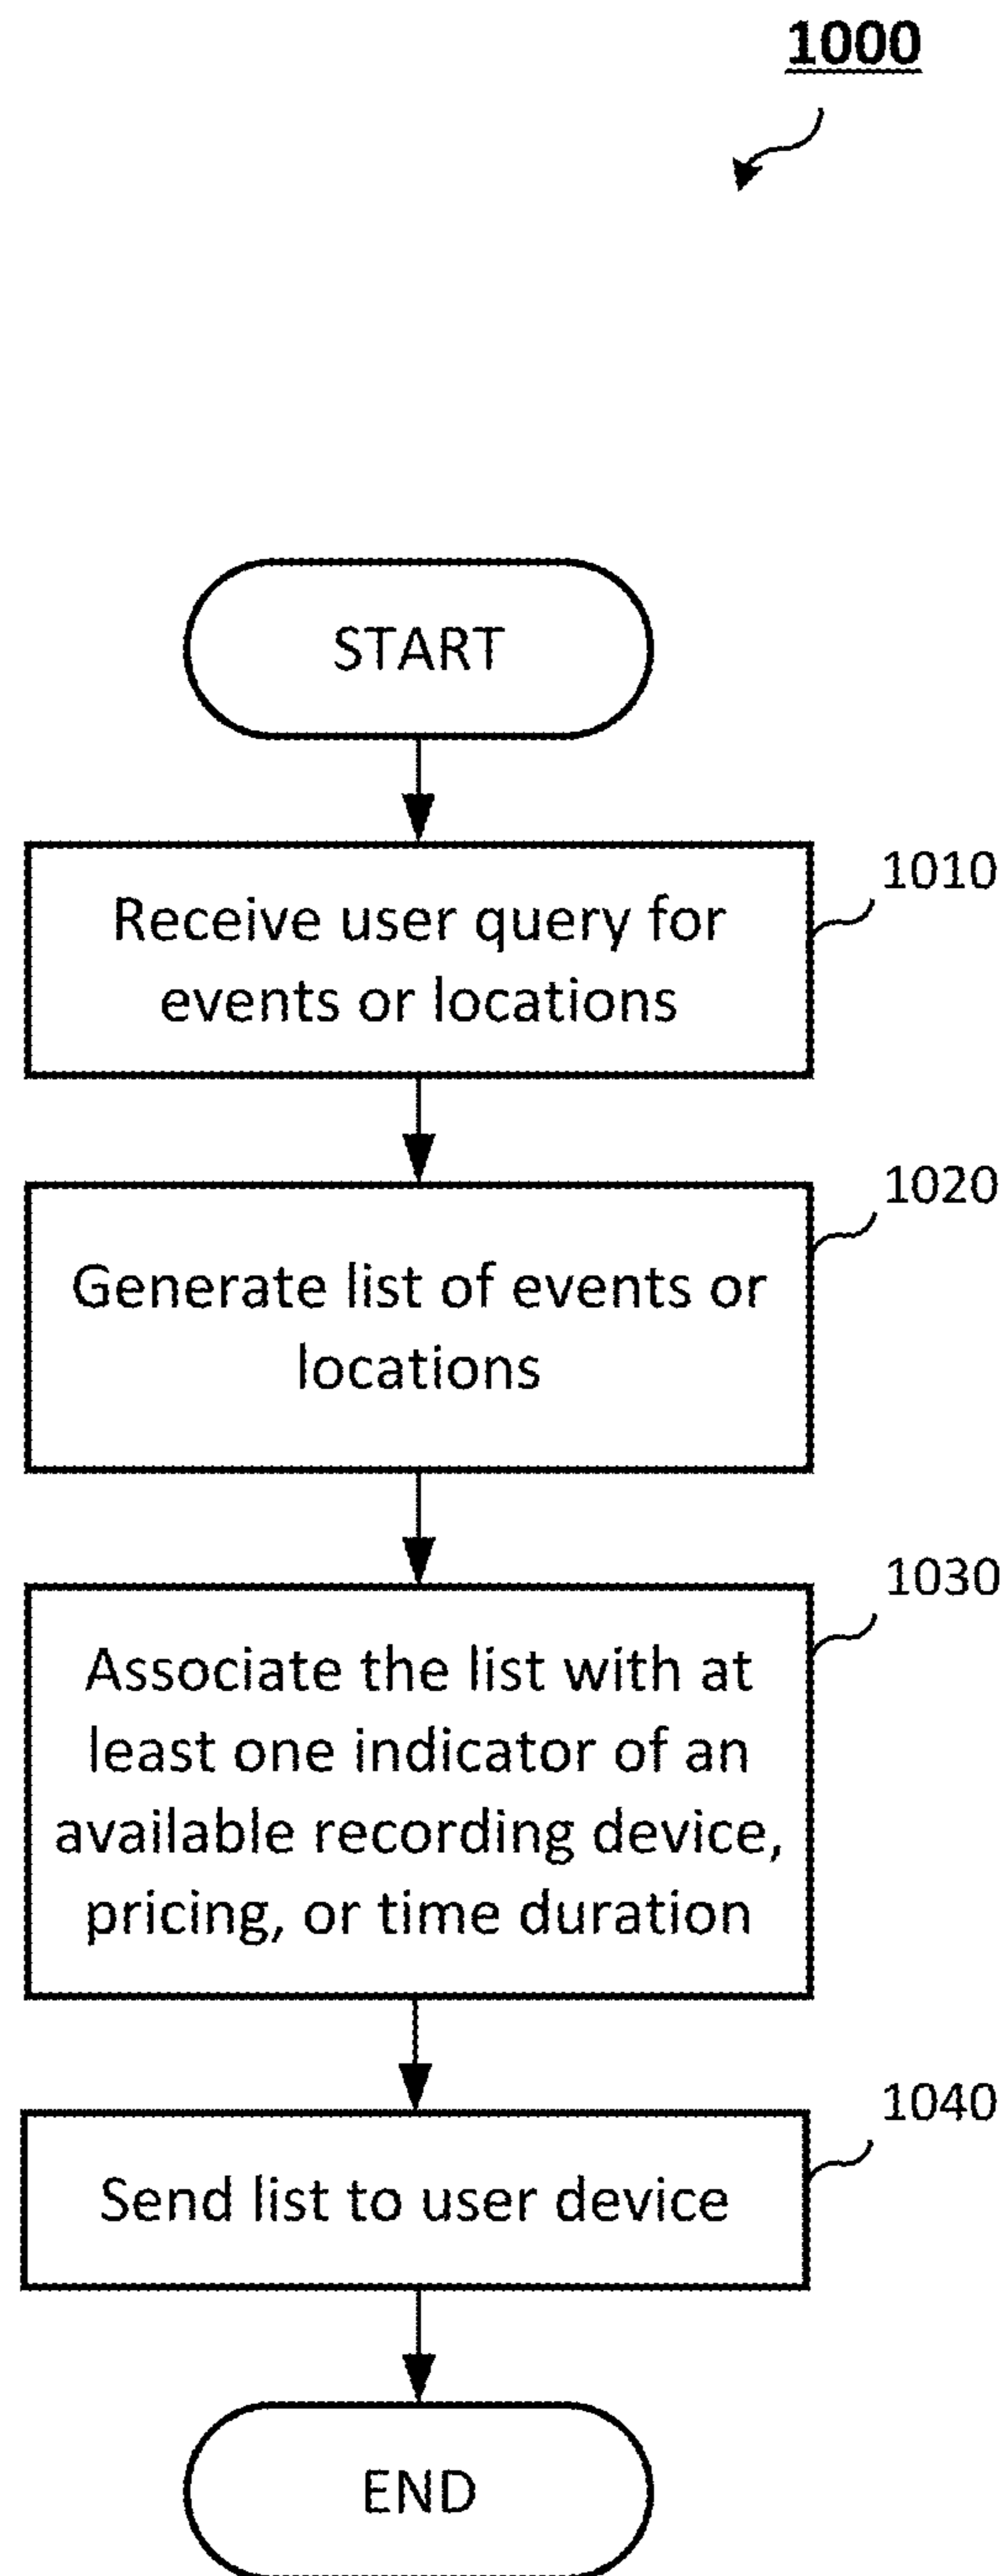 1000
START
Receive user query for
events or locations
1010
Generate list of events or
locations
1020
Associate the list with at
least one indicator of an
available recording device,
pricing, or time duration
1030
Send list to user device
1040
END